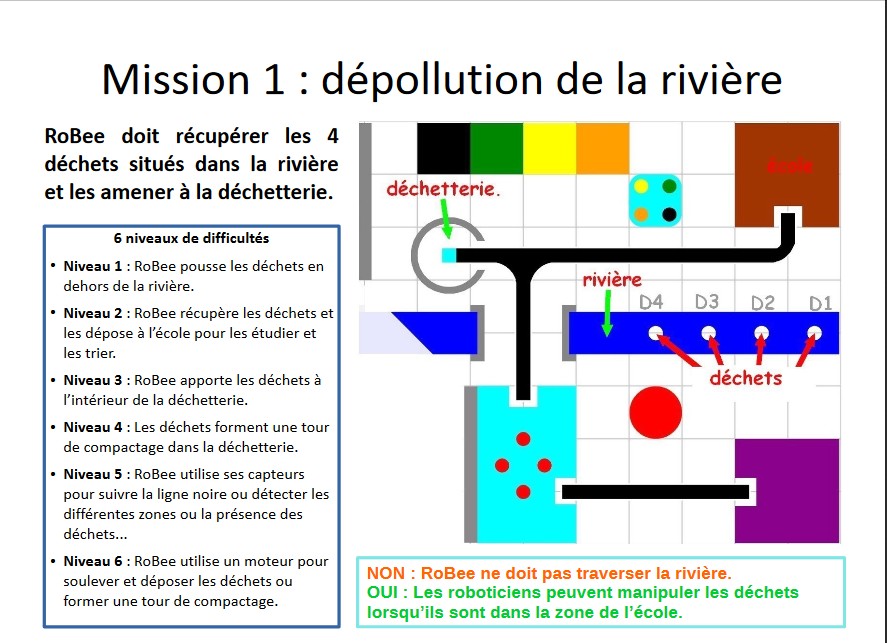 Mission 1 : dépollution de la rivière
RoBee doit récupérer les 4
déchets situés dans la rivière
et les amener à la déchetterie.
6 niveaux de difficultés
• Niveau 1 : RoBee pousse les déchets en
dehors de la rivière.
• Niveau 2 : RoBee récupère les déchets et
les dépose à l'école pour les étudier et
les trier.
• Niveau 3 : RoBee apporte les déchets à
l'intérieur de la déchetterie.
• Niveau 4 : Les déchets forment une tour
de compactage dans la déchetterie.
• Niveau 5 : RoBee utilise ses capteurs
pour suivre la ligne noire ou détecter les
différentes zones ou la présence des
déchets...
• Niveau 6 : RoBee utilise un moteur pour
soulever et déposer les déchets ou
former une tour de compactage.
école
déchetterie.
rivière
D4 D3 D2 D1
déchets
NON : RoBee ne doit pas traverser la rivière.
OUI : Les roboticiens peuvent manipuler les déchets
lorsqu'ils sont dans la zone de l'école.